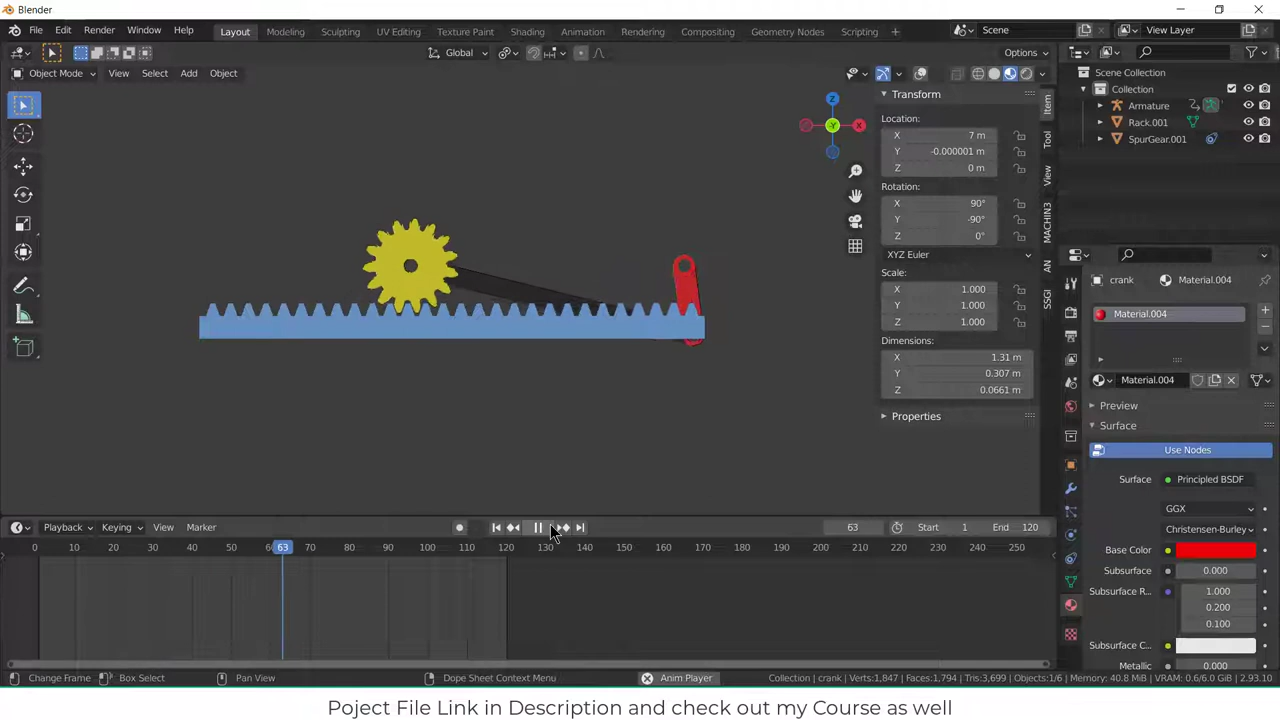 Blender
File Edit Render Window Help
Layout Modeling Sculpting UV Editing Texture Paint Shading Animation Rendering Compositing Geometry Nodes Scripting +
Scene
View Layer
Global
Options
Object Mode View Select Add Object
Z
X
-Y
Transform
Location:
X 7 m
Y -0.000001 m
Z 0 m
Rotation:
X 90°
Y -90°
Z 0°
XYZ Euler
Scale:
X 1.000
Y 1.000
Z 1.000
Dimensions:
X 1.31 m
Y 0.307 m
Z 0.0661 m
Properties
Item
Tool
View
MACHIN3
AN
SSGI
Scene Collection
Collection
Armature
Rack.001
SpurGear.001
crank Material.004
Material.004
Material.004
Preview
Surface
Use Nodes
Surface Principled BSDF
GGX
Christensen-Burley
Base Color
Subsurface 0.000
Subsurface R... 1.000
0.200
0.100
Subsurface C...
Metallic 0.000
Playback Keying View Marker
63 Start 1 End 120
0 10 20 30 40 50 63 70 80 90 100 110 120 130 140 150 160 170 180 190 200 210 220 230 240 250
Change Frame Box Select Pan View Dope Sheet Context Menu Anim Player Collection | crank | Verts:1,847 | Faces:1,794 | Tris:3,699 | Objects:1/6 | Memory: 40.8 MiB | VRAM: 0.6/6.0 GiB | 2.93.10
Poject File Link in Description and check out my Course as well